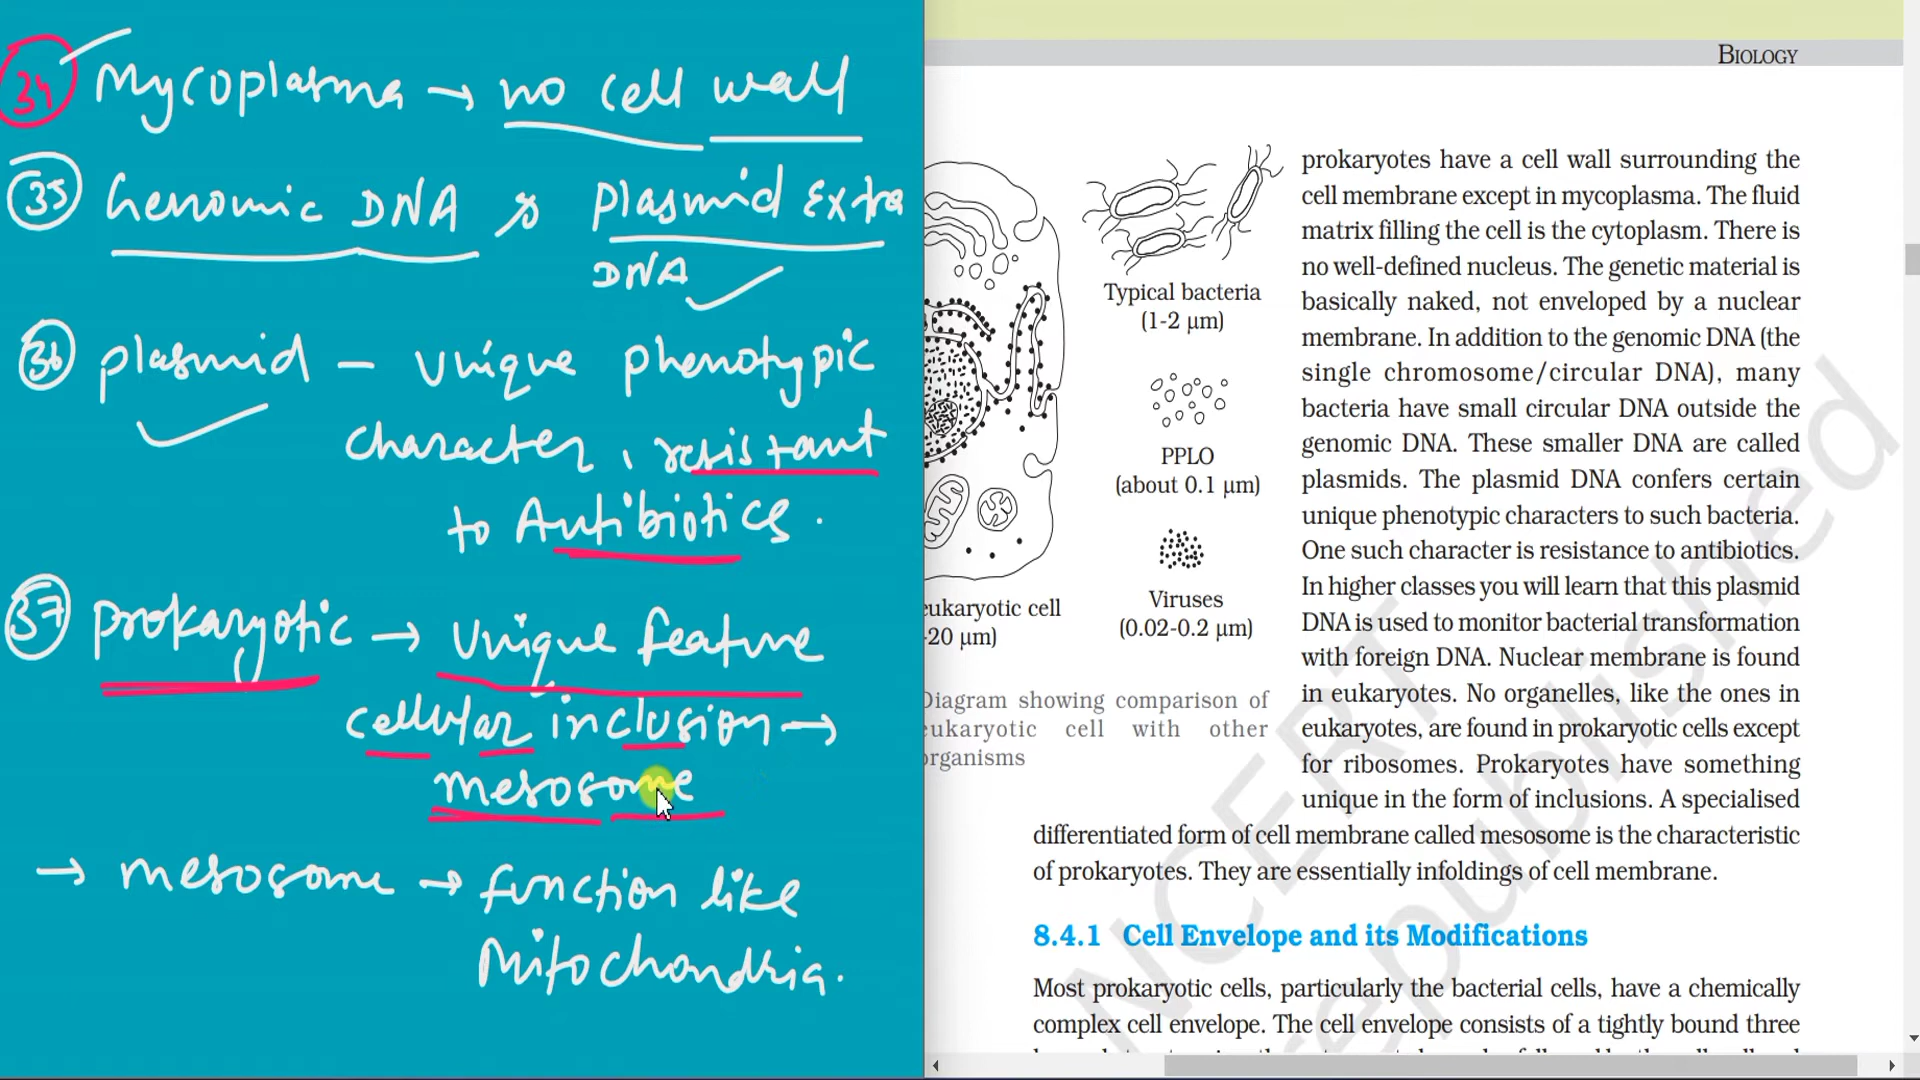 34 Mycoplasma → no cell wall
35 Genomic DNA & plasmid Extra
DNA
36 plasmid – Unique phenotypic
character, resistant
to Antibiotics.
37 prokaryotic → Unique feature
cellular inclusion →
mesosome
→ mesosome → function like
Mitochondria.
BIOLOGY
Typical bacteria
(1-2 μm)
PPLO
(about 0.1 μm)
Viruses
(0.02-0.2 μm)
eukaryotic cell
-20 μm)
Diagram showing comparison of
eukaryotic cell with other
organisms
prokaryotes have a cell wall surrounding the
cell membrane except in mycoplasma. The fluid
matrix filling the cell is the cytoplasm. There is
no well-defined nucleus. The genetic material is
basically naked, not enveloped by a nuclear
membrane. In addition to the genomic DNA (the
single chromosome/circular DNA), many
bacteria have small circular DNA outside the
genomic DNA. These smaller DNA are called
plasmids. The plasmid DNA confers certain
unique phenotypic characters to such bacteria.
One such character is resistance to antibiotics.
In higher classes you will learn that this plasmid
DNA is used to monitor bacterial transformation
with foreign DNA. Nuclear membrane is found
in eukaryotes. No organelles, like the ones in
eukaryotes, are found in prokaryotic cells except
for ribosomes. Prokaryotes have something
unique in the form of inclusions. A specialised
differentiated form of cell membrane called mesosome is the characteristic
of prokaryotes. They are essentially infoldings of cell membrane.
8.4.1 Cell Envelope and its Modifications
Most prokaryotic cells, particularly the bacterial cells, have a chemically
complex cell envelope. The cell envelope consists of a tightly bound three
NCERT
republished